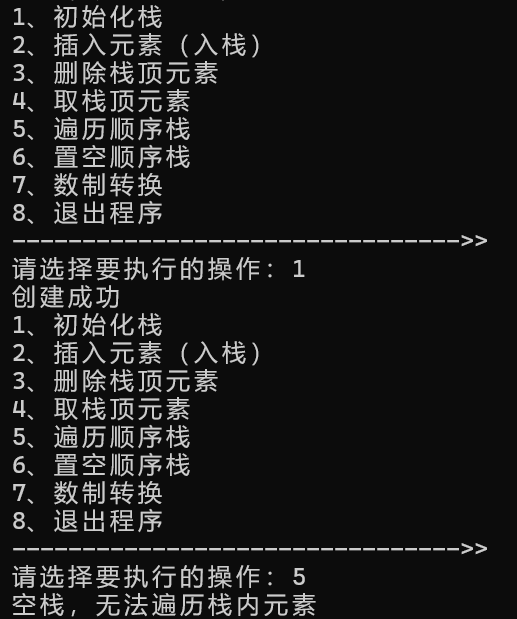 1、初始化栈
2、插入元素（入栈）
3、删除栈顶元素
4、取栈顶元素
5、遍历顺序栈
6、置空顺序栈
7、数制转换
8、退出程序
--------------------------------->>
请选择要执行的操作：1
创建成功
1、初始化栈
2、插入元素（入栈）
3、删除栈顶元素
4、取栈顶元素
5、遍历顺序栈
6、置空顺序栈
7、数制转换
8、退出程序
--------------------------------->>
请选择要执行的操作：5
空栈，无法遍历栈内元素